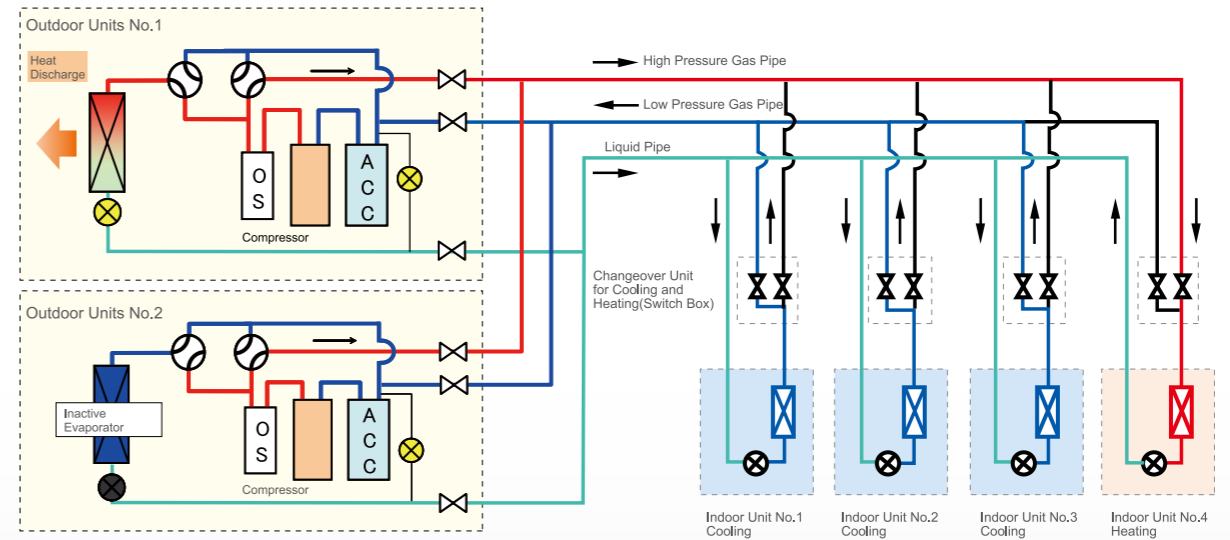 Outdoor Units No.1
Heat
Discharge
O
S
A
C
C
Compressor
High Pressure Gas Pipe
Low Pressure Gas Pipe
Liquid Pipe
Changeover Unit
for Cooling and
Heating(Switch Box)
Outdoor Units No.2
Inactive
Evaporator
O
S
A
C
C
Compressor
Indoor Unit No.1
Cooling
Indoor Unit No.2
Cooling
Indoor Unit No.3
Cooling
Indoor Unit No.4
Heating